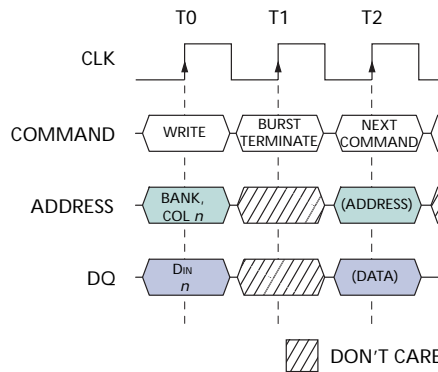 T0 T1 T2
CLK
COMMAND WRITE BURST TERMINATE NEXT COMMAND
ADDRESS BANK, COL n (ADDRESS)
DQ DIN n (DATA)
DON'T CARE